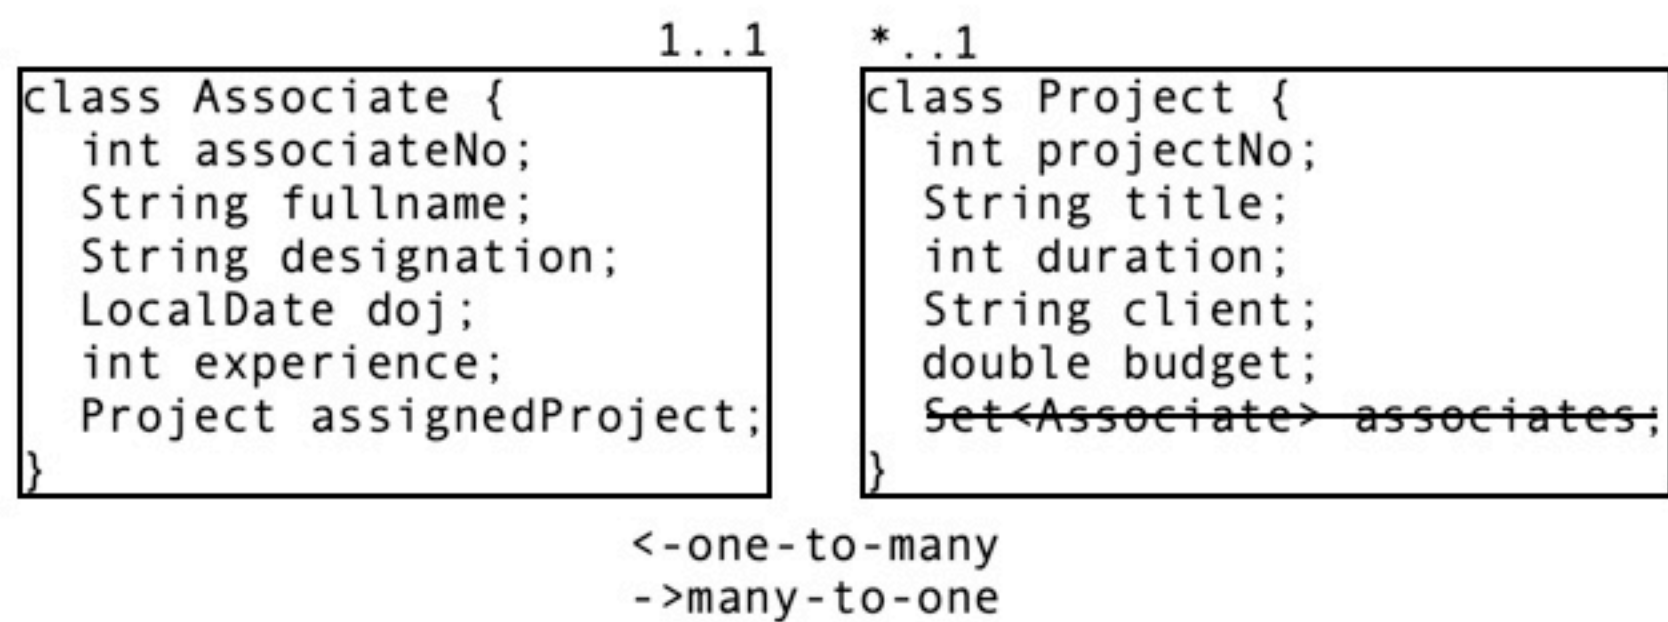 1..1
class Associate {
int associateNo;
String fullname;
String designation;
LocalDate doj;
int experience;
Project assignedProject;
}
*..1
class Project {
int projectNo;
String title;
int duration;
String client;
double budget;
Set<Associate> associates;
}
<-one-to-many
->many-to-one